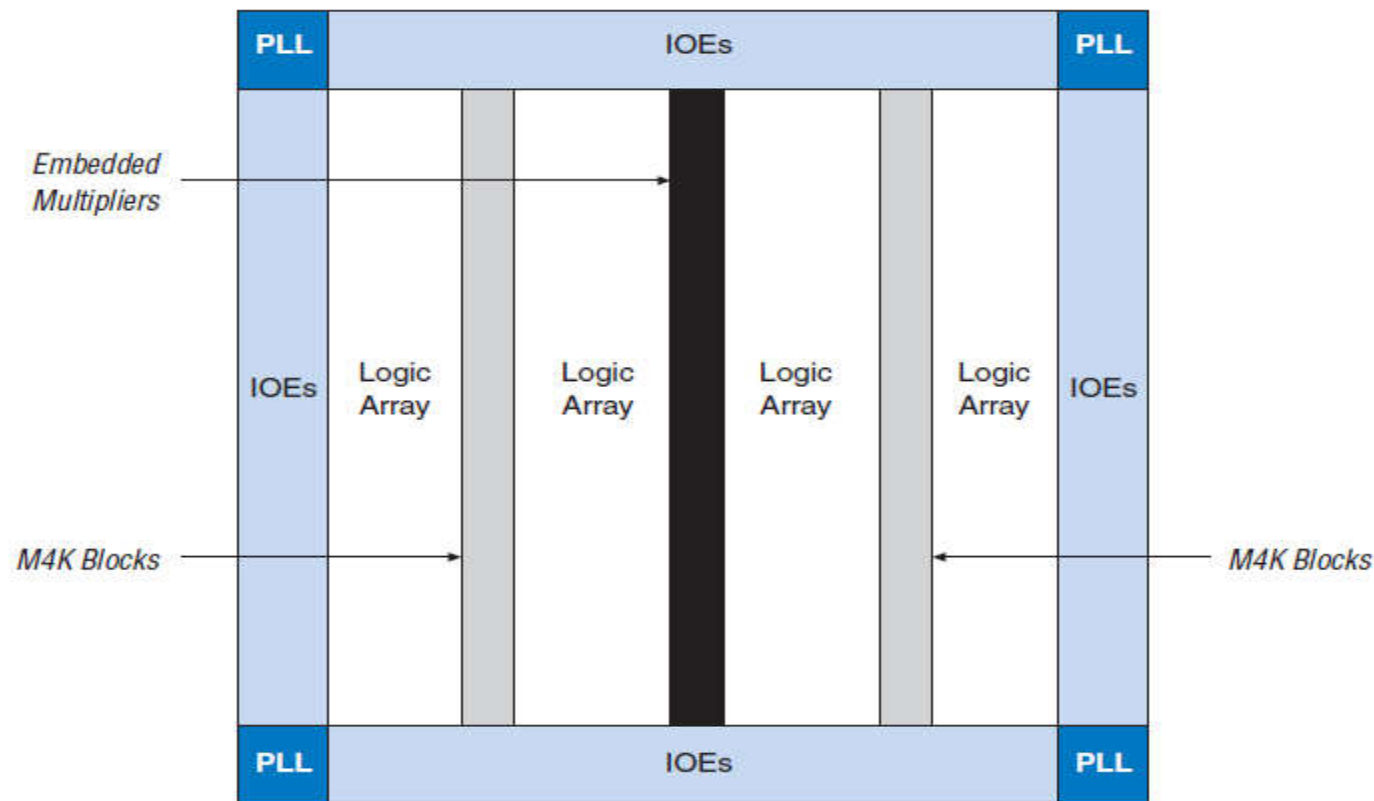 PLL
IOEs
PLL
Embedded
Multipliers
IOEs
Logic
Array
Logic
Array
Logic
Array
Logic
Array
IOEs
M4K Blocks
M4K Blocks
PLL
IOEs
PLL